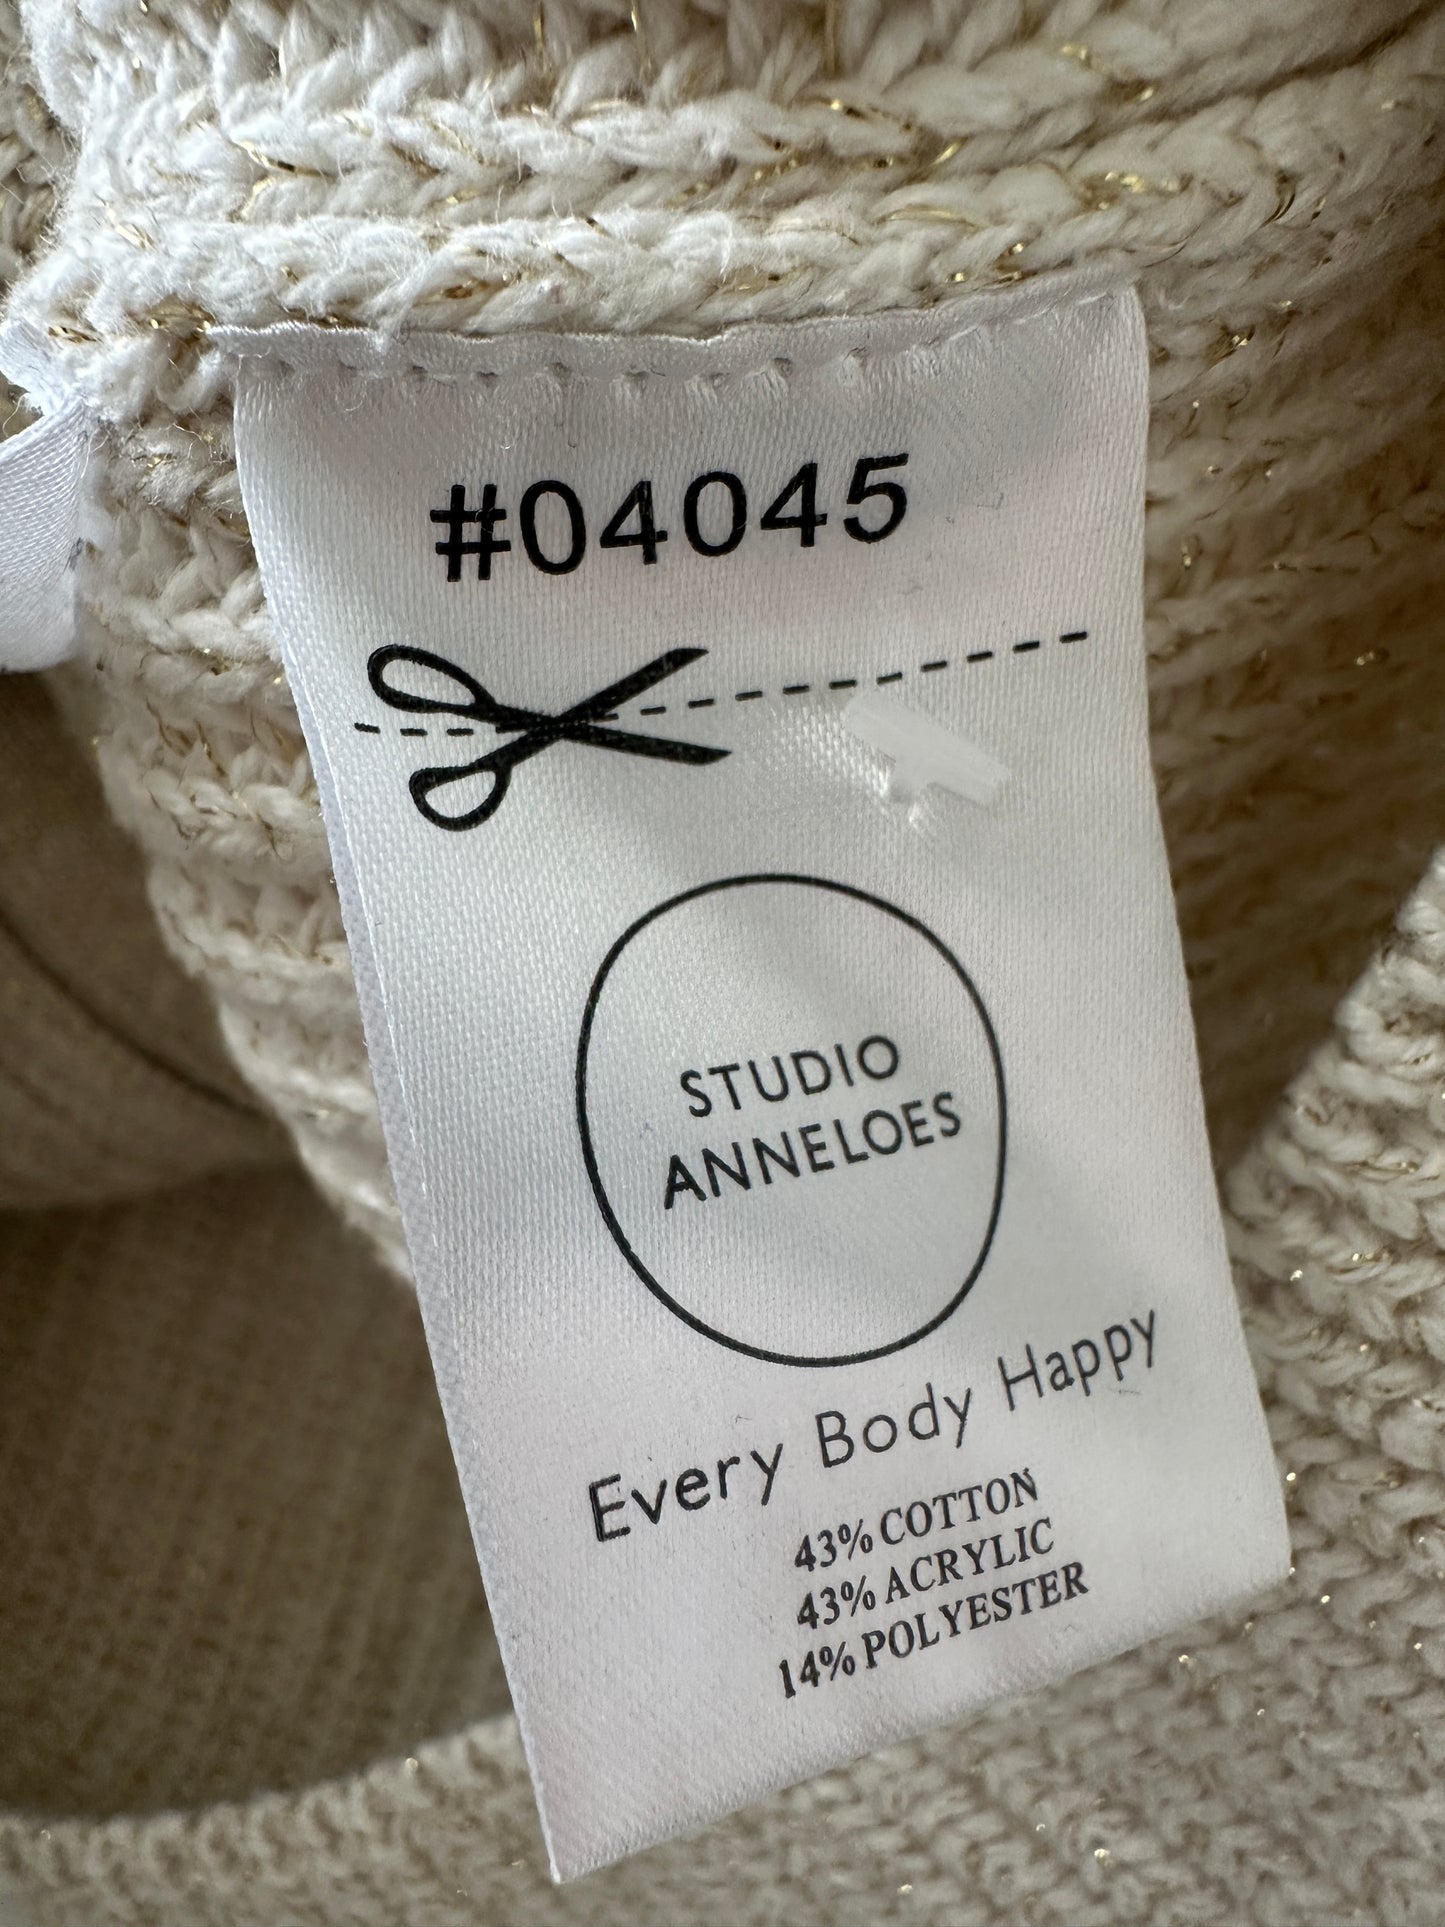 #04045
STUDIO
ANNELOES
Every Body Happy
43% COTTON
43% ACRYLIC
14% POLYESTER